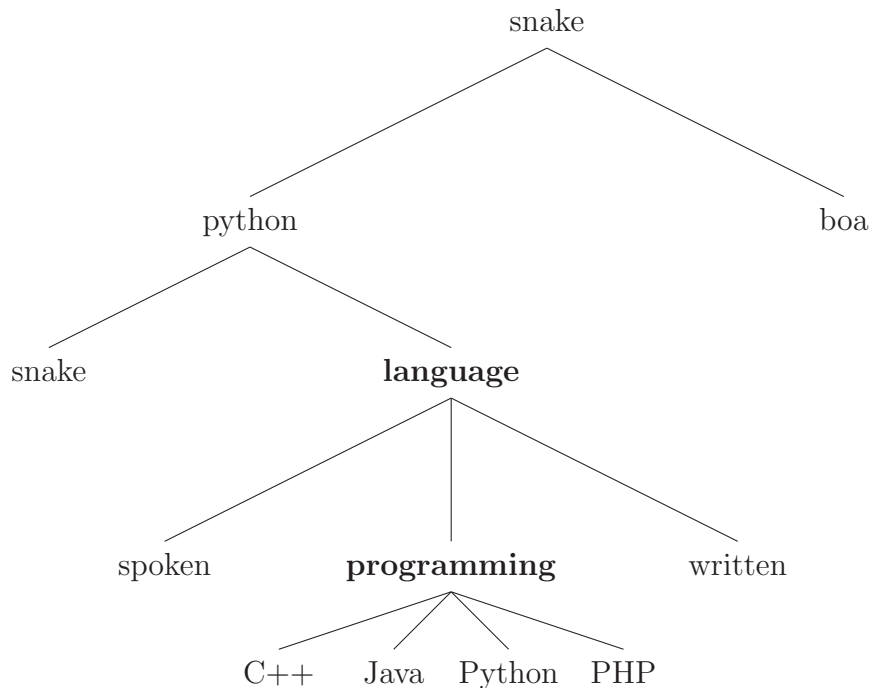 snake
python boa
snake language
spoken programming written
C++ Java Python PHP